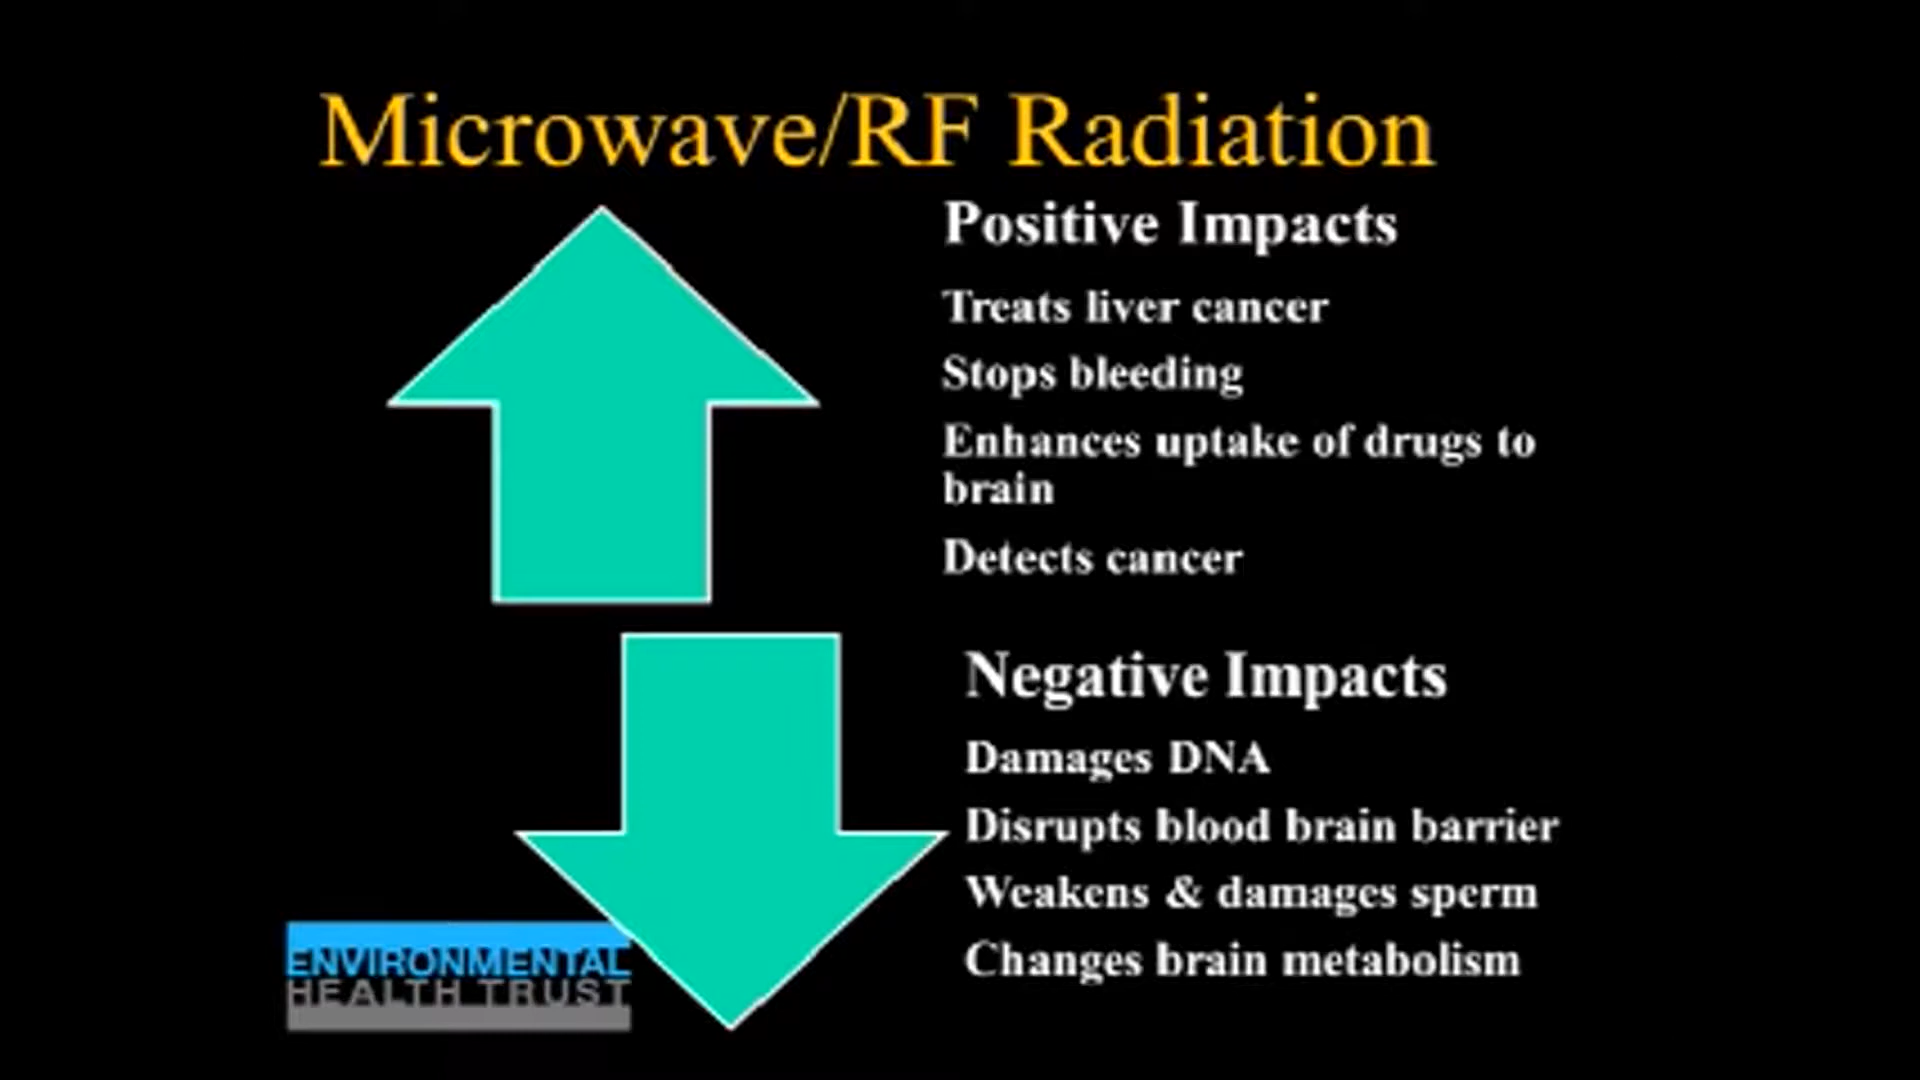 Microwave/RF Radiation
Positive Impacts
Treats liver cancer
Stops bleeding
Enhances uptake of drugs to
brain
Detects cancer
Negative Impacts
Damages DNA
Disrupts blood brain barrier
Weakens & damages sperm
Changes brain metabolism
ENVIRONMENTAL
HEALTH TRUST